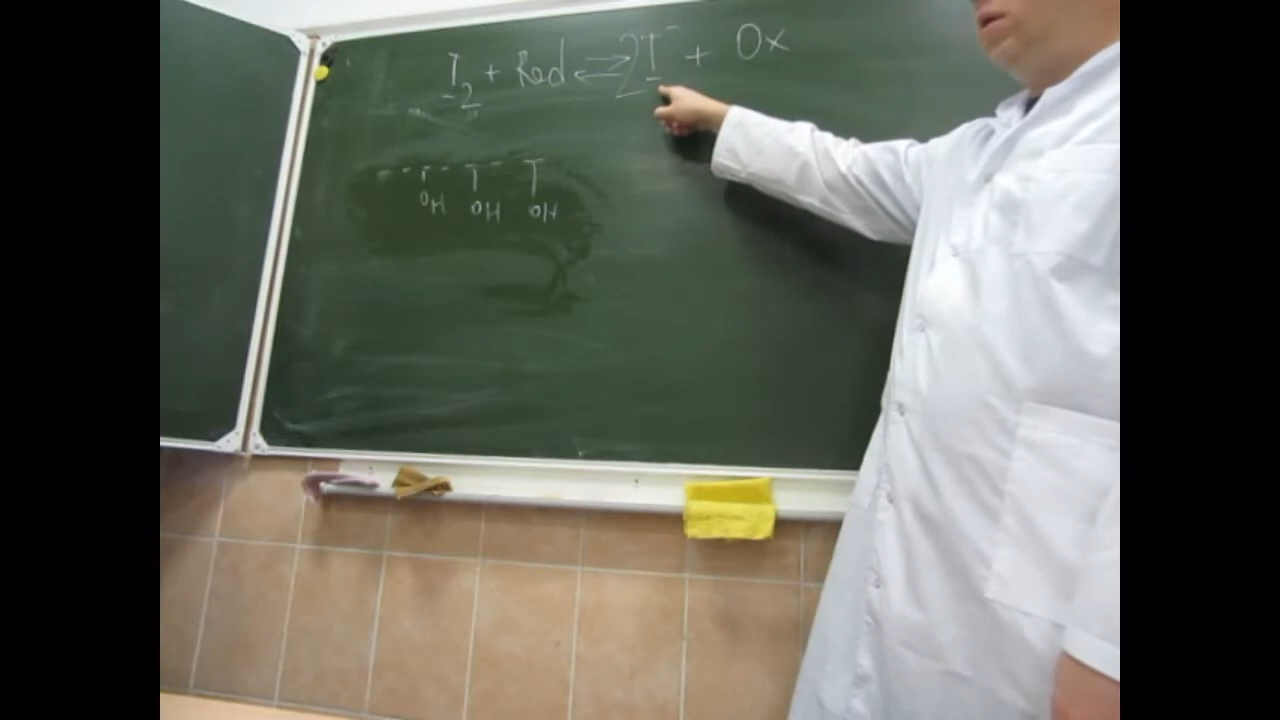 I₂ + Red ⇌ 2I⁻ + Ox
OH OH OH